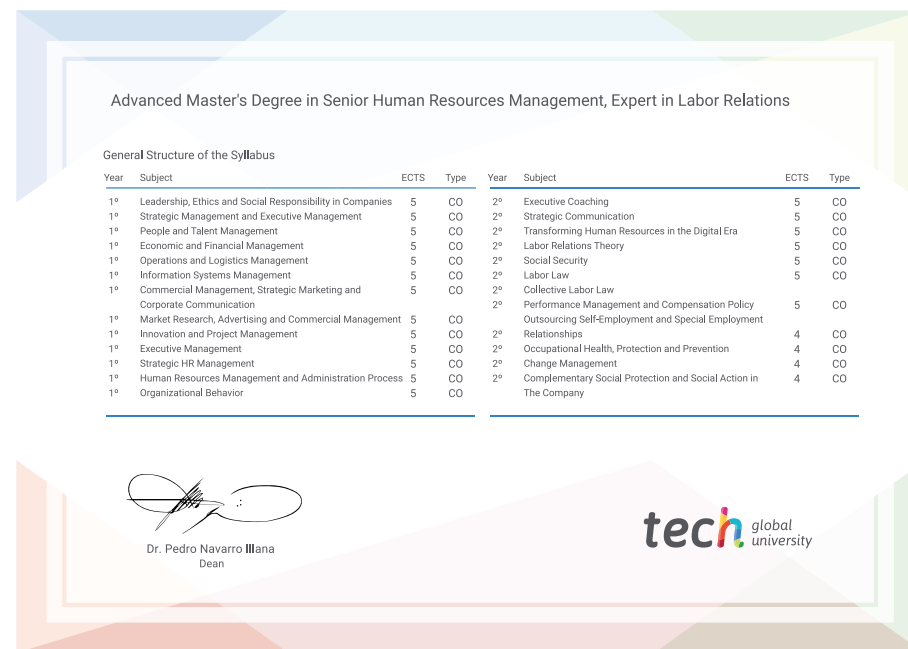 Advanced Master's Degree in Senior Human Resources Management, Expert in Labor Relations
General Structure of the Syllabus
Year Subject ECTS Type
1º Leadership, Ethics and Social Responsibility in Companies 5 CO
1º Strategic Management and Executive Management 5 CO
1º People and Talent Management 5 CO
1º Economic and Financial Management 5 CO
1º Operations and Logistics Management 5 CO
1º Information Systems Management 5 CO
1º Commercial Management, Strategic Marketing and 5 CO
Corporate Communication
1º Market Research, Advertising and Commercial Management 5 CO
1º Innovation and Project Management 5 CO
1º Executive Management 5 CO
1º Strategic HR Management 5 CO
1º Human Resources Management and Administration Process 5 CO
1º Organizational Behavior 5 CO
Year Subject ECTS Type
2º Executive Coaching 5 CO
2º Strategic Communication 5 CO
2º Transforming Human Resources in the Digital Era 5 CO
2º Labor Relations Theory 5 CO
2º Social Security 5 CO
2º Labor Law 5 CO
2º Collective Labor Law
2º Performance Management and Compensation Policy 5 CO
Outsourcing Self-Employment and Special Employment
2º Relationships 4 CO
2º Occupational Health, Protection and Prevention 4 CO
2º Change Management 4 CO
2º Complementary Social Protection and Social Action in 4 CO
The Company
Dr. Pedro Navarro Illana
Dean
tech global
university